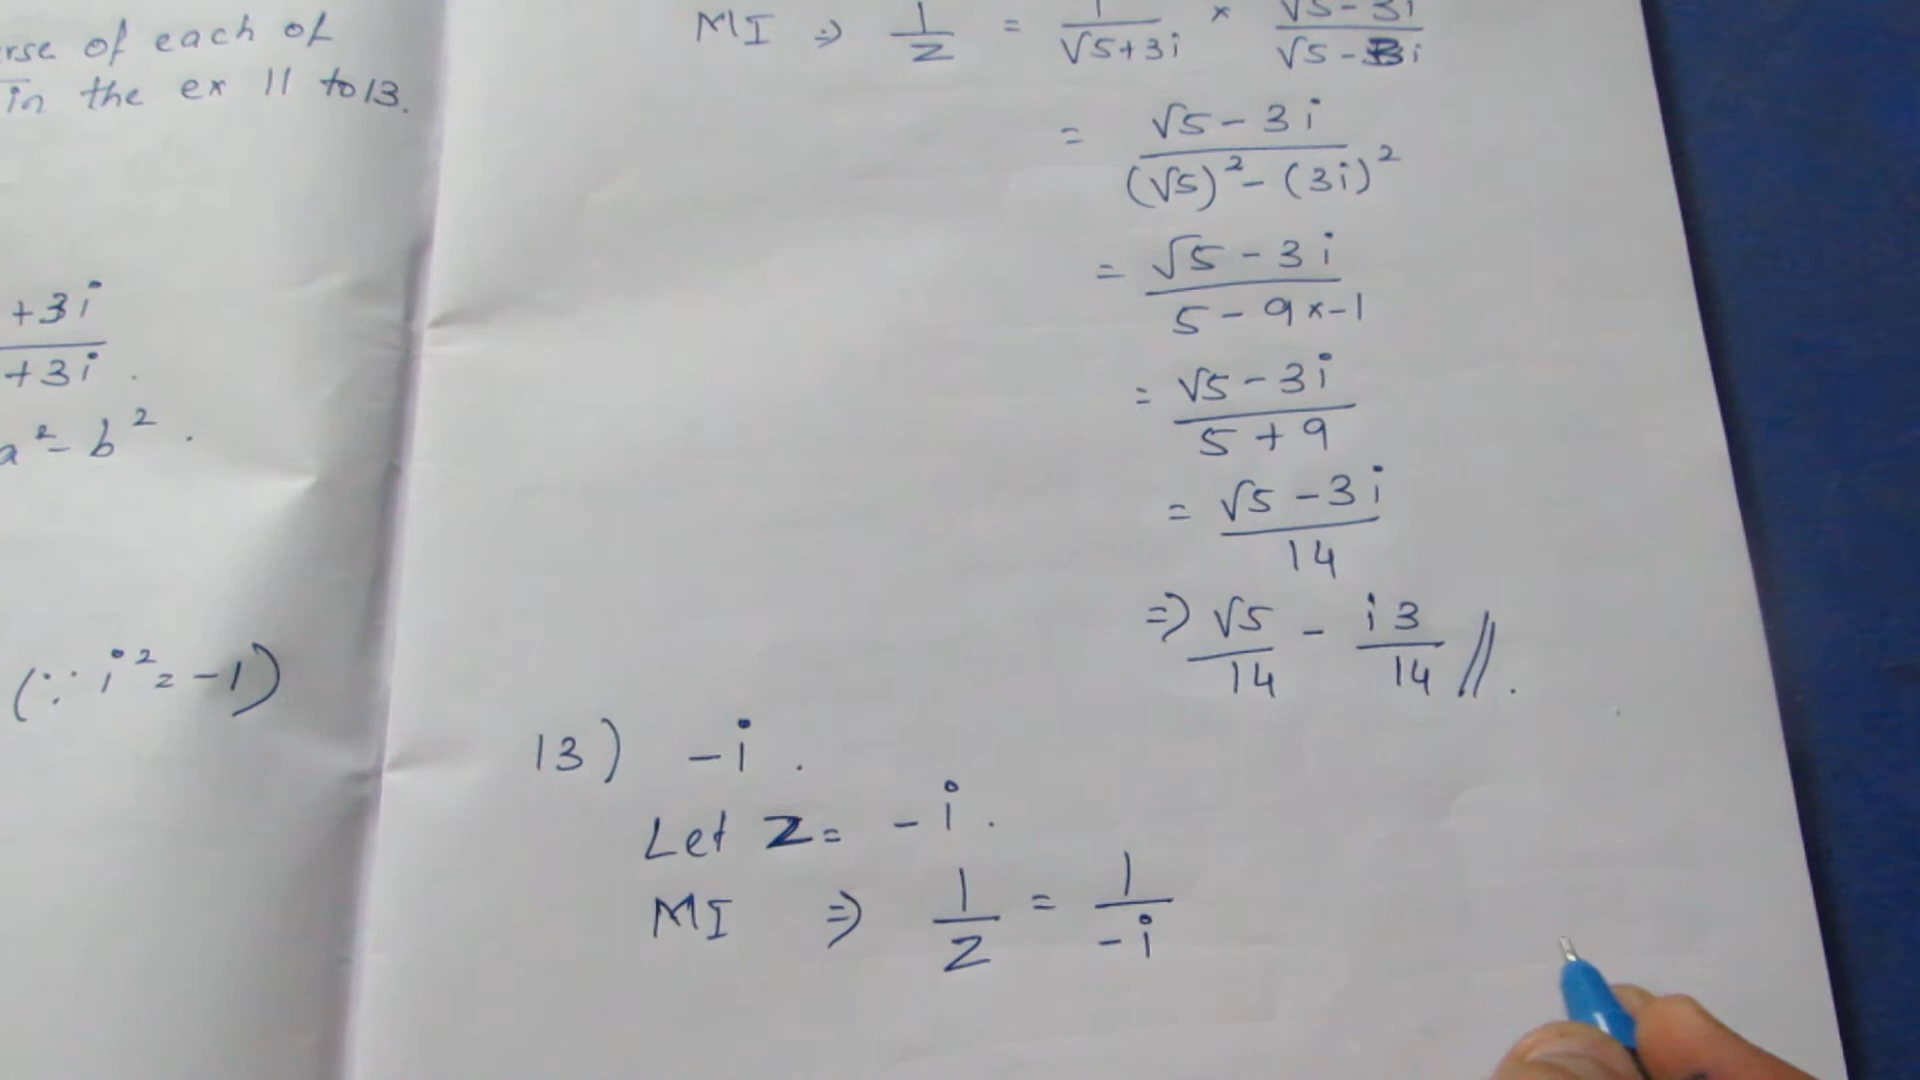 of each of
in the ex 11 to 13.
+3i
+3i .
a² - b² .
(∵ i² = -1)
MI ⇒ 1/z = 1/√5+3i × √5-3i/√5-3i
= √5-3i/(√5)²-(3i)²
= √5-3i/5-9×-1
= √5-3i/5+9
= √5-3i/14
⇒ √5/14 - i3/14 //.
13) -i .
Let z = -i .
MI ⇒ 1/z = 1/-i